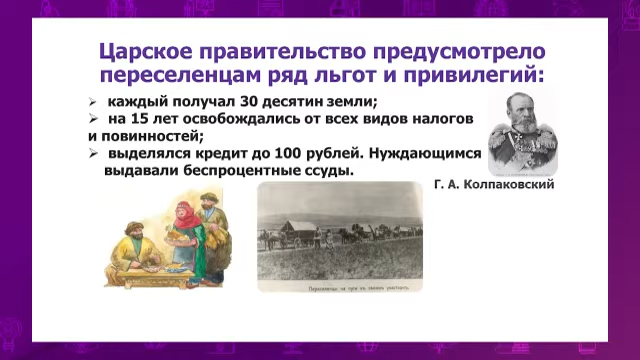 Царское правительство предусмотрело
переселенцам ряд льгот и привилегий:
➢ каждый получал 30 десятин земли;
➢ на 15 лет освобождались от всех видов налогов
и повинностей;
➢ выделялся кредит до 100 рублей. Нуждающимся
выдавали беспроцентные ссуды.
Г. А. Колпаковский